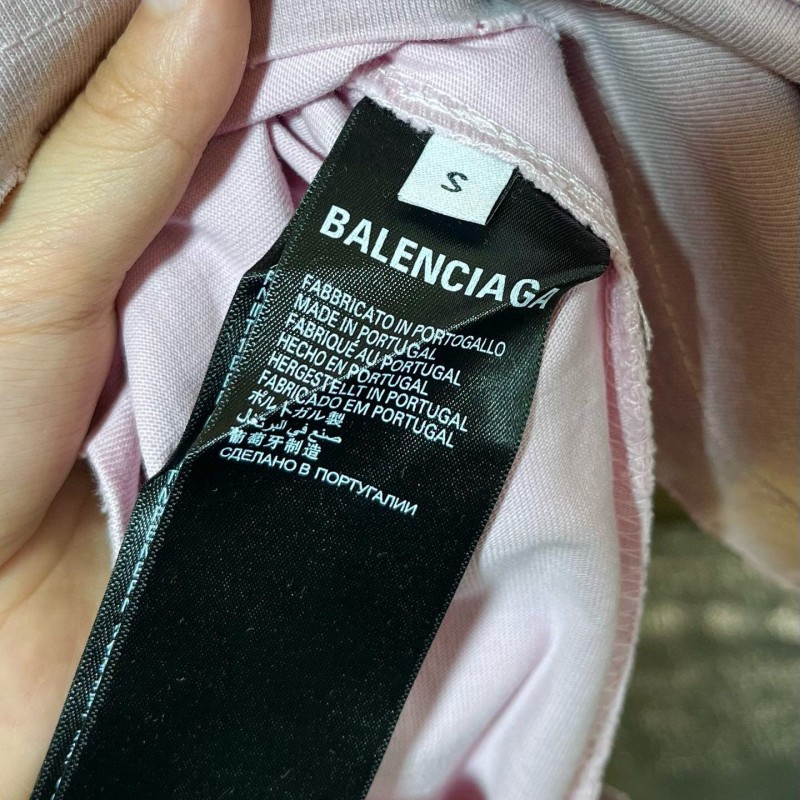 S
BALENCIAGA
FABBRICATO IN PORTOGALLO
MADE IN PORTUGAL
FABRIQUÉ AU PORTUGAL
HECHO EN PORTUGAL
HERGESTELLT IN PORTUGAL
FABRICADO EM PORTUGAL
ポルトガル製
صنع في البرتغال
葡萄牙制造
СДЕЛАНО В ПОРТУГАЛИИ